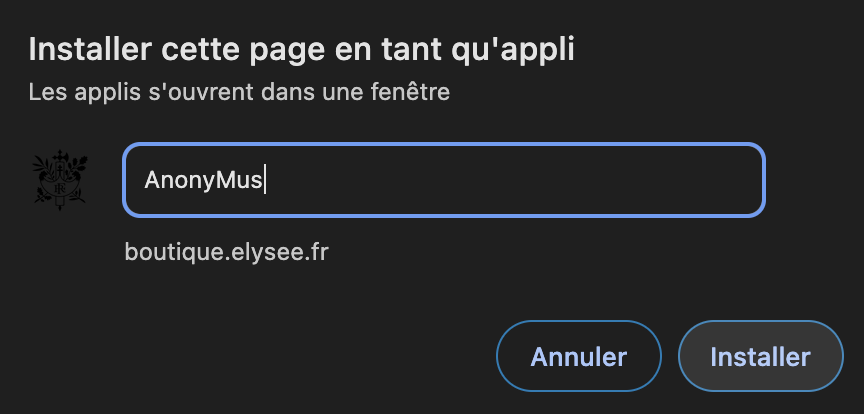 Installer cette page en tant qu'appli
Les applis s'ouvrent dans une fenêtre
AnonyMus
boutique.elysee.fr
Annuler
Installer